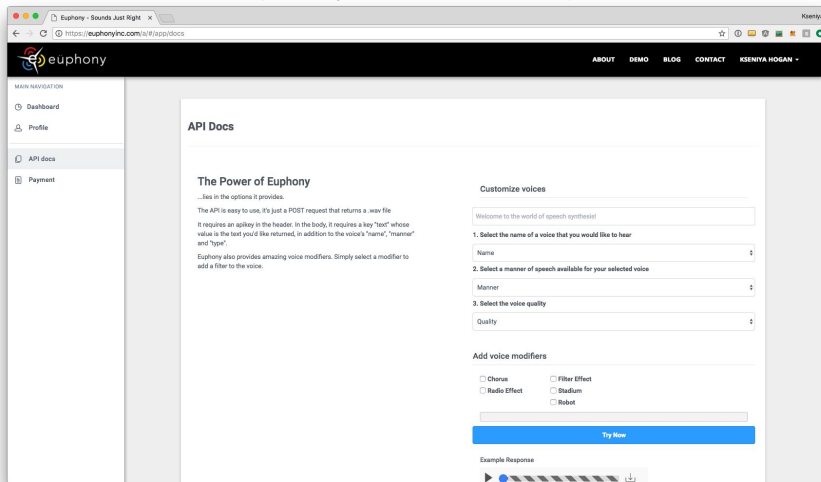 Euphony - Sounds Just Right
Kseniya
https://euphonyinc.com/a/#/app/docs
eüphony
ABOUT DEMO BLOG CONTACT KSENIYA HOGAN
MAIN NAVIGATION
Dashboard
Profile
API docs
Payment
API Docs
The Power of Euphony
...lies in the options it provides.
The API is easy to use, it's just a POST request that returns a .wav file
It requires an apikey in the header. In the body, it requires a key "text" whose
value is the text you'd like returned, in addition to the voice's "name", "manner"
and "type".
Euphony also provides amazing voice modifiers. Simply select a modifier to
add a filter to the voice.
Customize voices
Welcome to the world of speech synthesis!
1. Select the name of a voice that you would like to hear
Name
2. Select a manner of speech available for your selected voice
Manner
3. Select the voice quality
Quality
Add voice modifiers
Chorus Filter Effect
Radio Effect Stadium
Robot
Try Now
Example Response